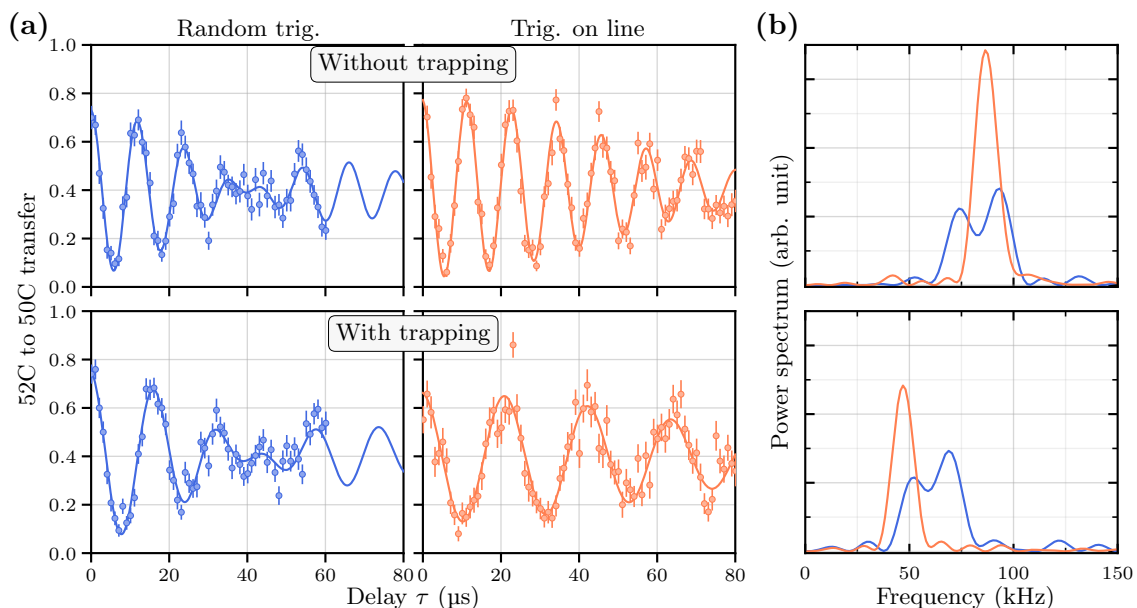 (a)
Random trig.
Trig. on line
(b)
Without trapping
With trapping
52C to 50C transfer
1.0
0.8
0.6
0.4
0.2
0.0
1.0
0.8
0.6
0.4
0.2
0.0
0 20 40 60 80 0 20 40 60 80
Delay τ (µs)
Power spectrum (arb. unit)
0 50 100 150
Frequency (kHz)